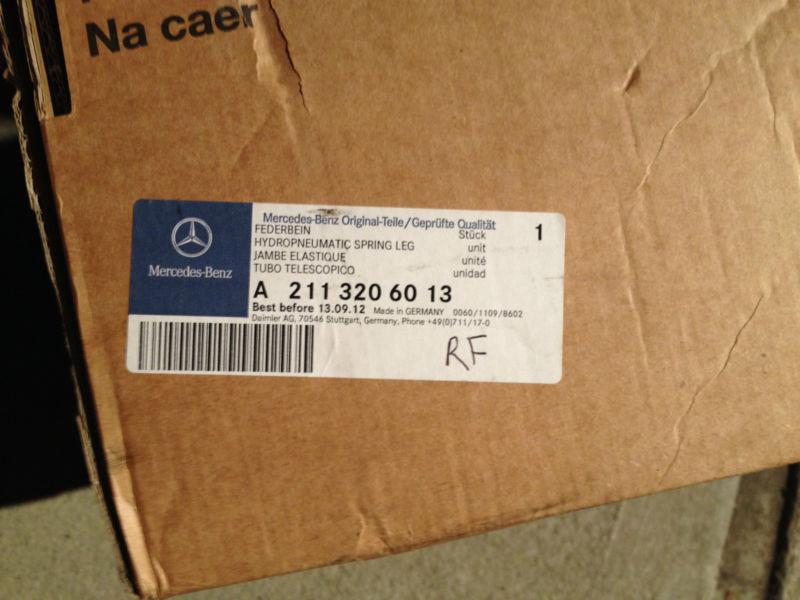 Na caer
Mercedes-Benz
Mercedes-Benz Original-Teile/Geprüfte Qualität
FEDERBEIN Stück 1
HYDROPNEUMATIC SPRING LEG unit
JAMBE ELASTIQUE unité
TUBO TELESCOPICO unidad
A 211 320 60 13
Best before 13.09.12 Made in GERMANY 0060/1109/8602
Daimler AG, 70546 Stuttgart, Germany, Phone +49(0)711/17-0
RF